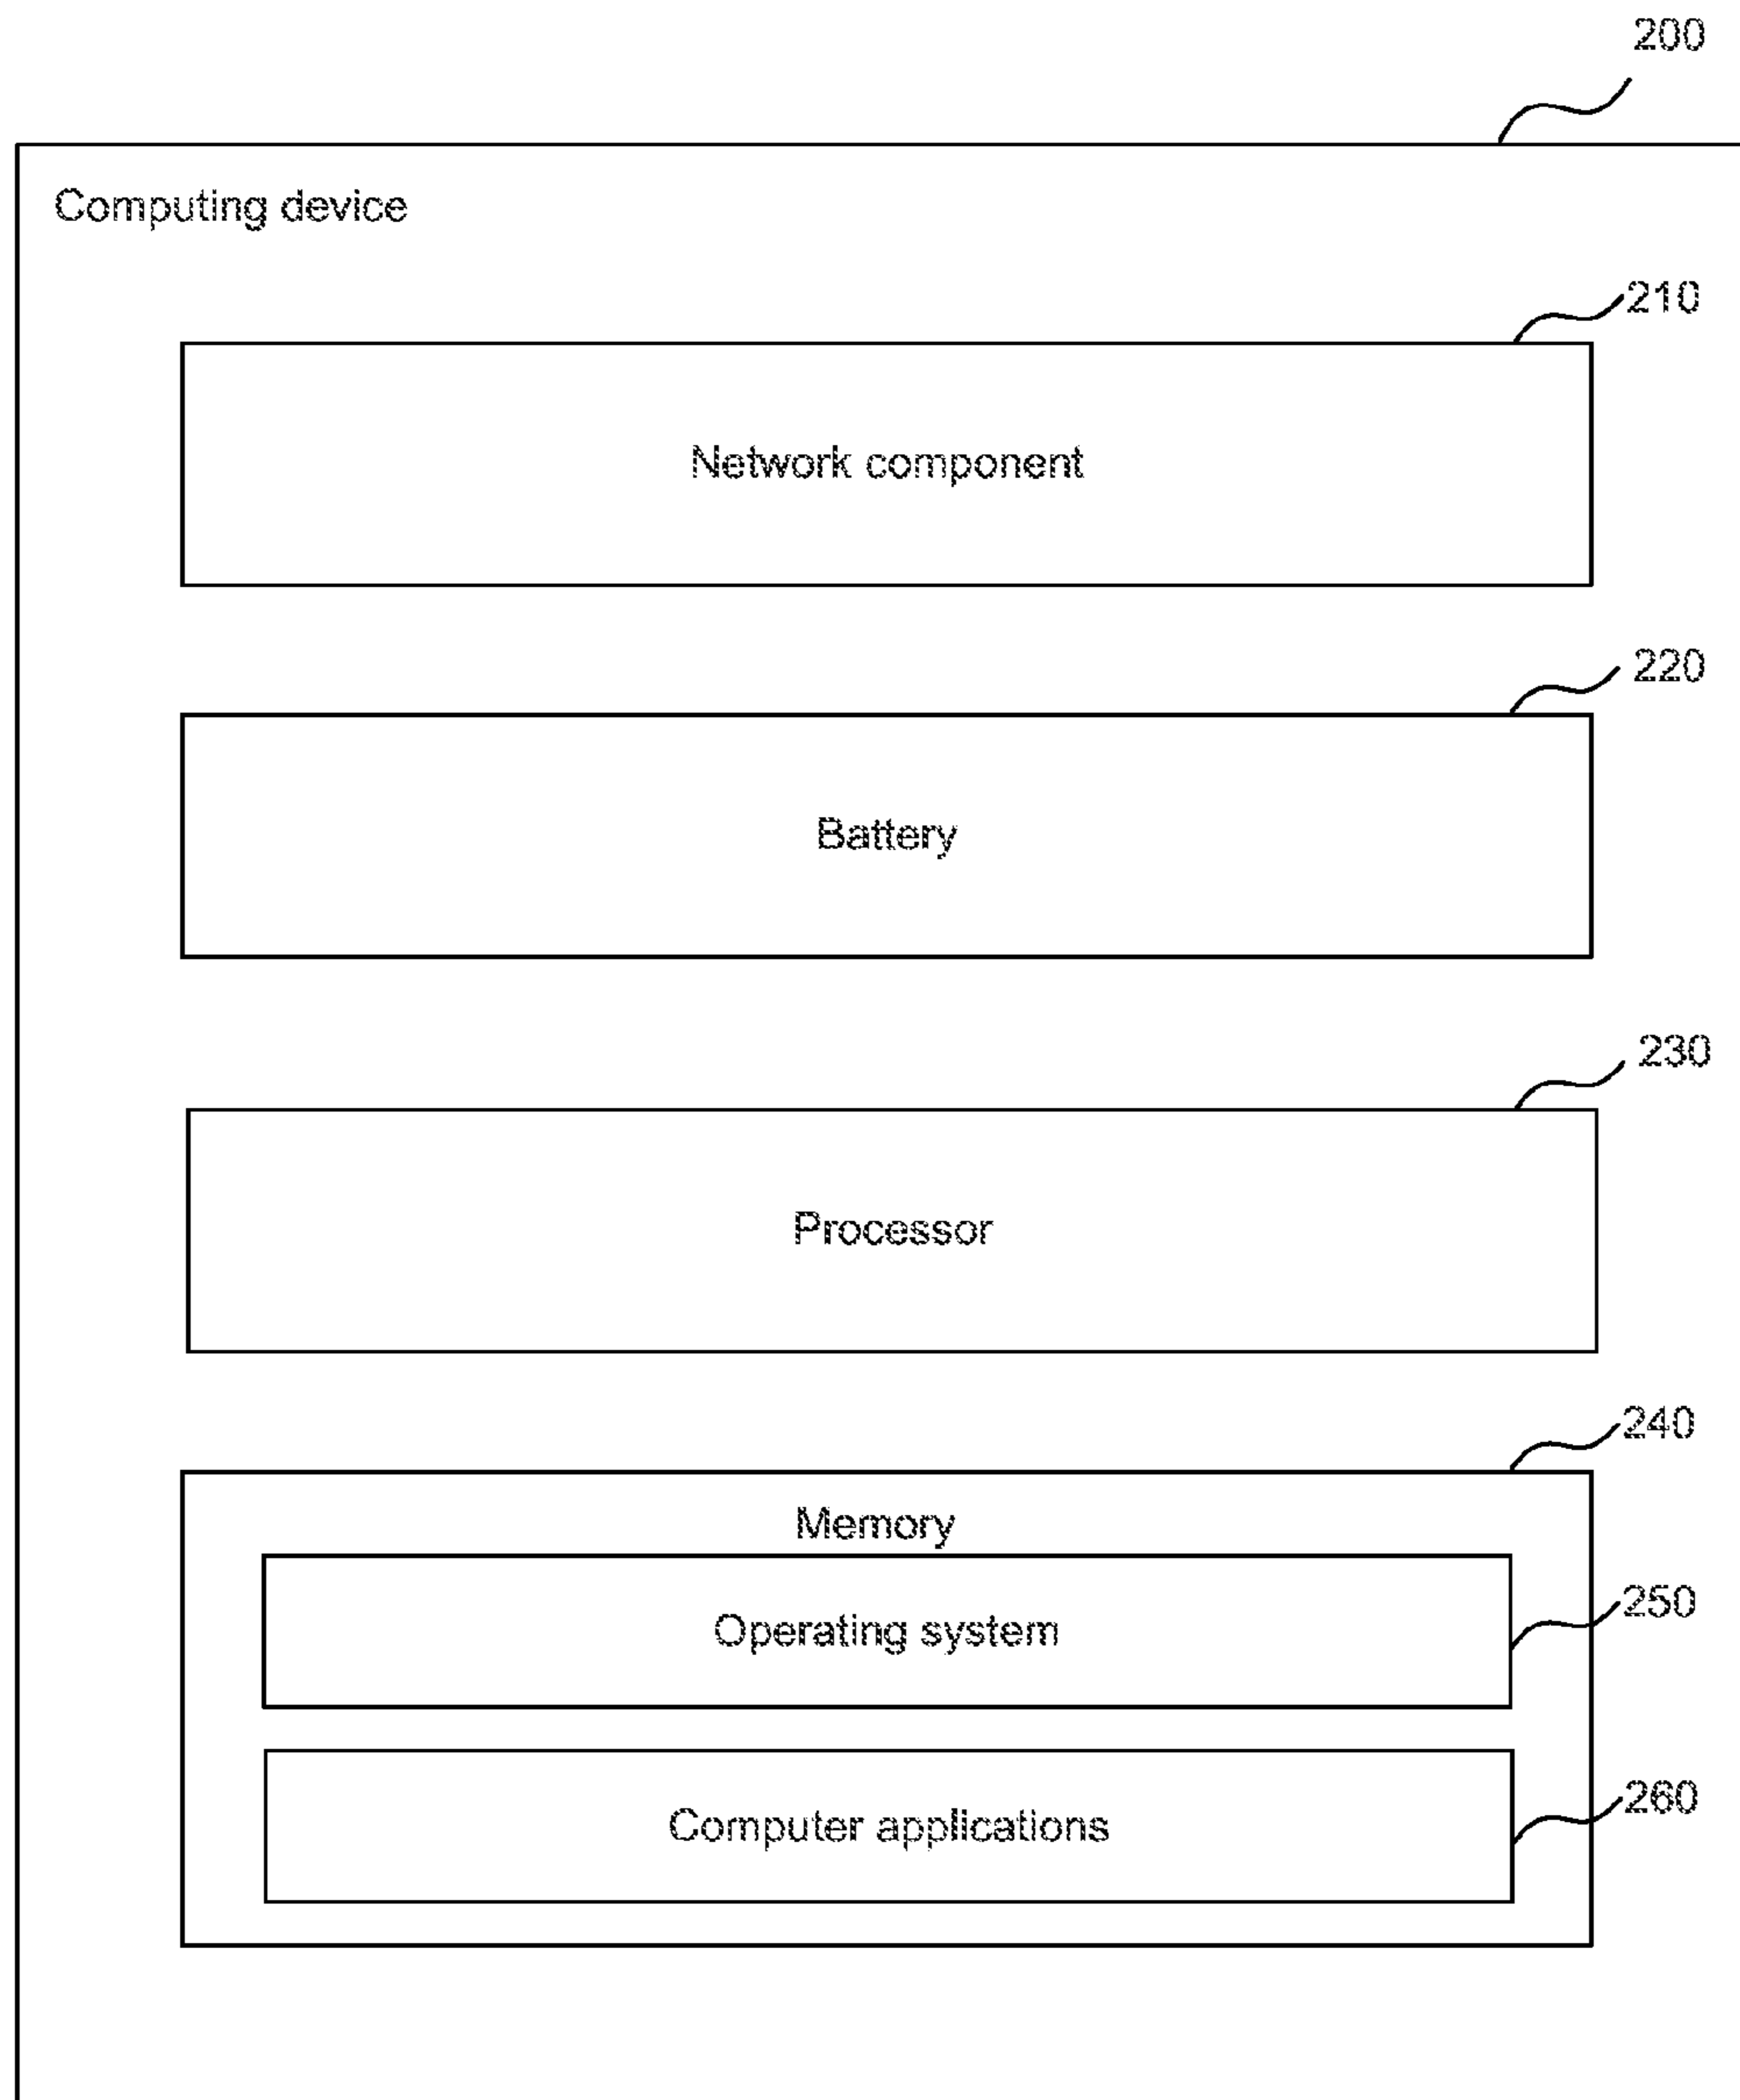 200
Computing device
210
Network component
220
Battery
230
Processor
240
Memory
250
Operating system
260
Computer applications